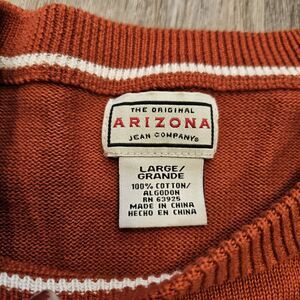 THE ORIGINAL
ARIZONA
JEAN COMPANY®
LARGE/
GRANDE
100% COTTON/
ALGODON
RN 63925
MADE IN CHINA
HECHO EN CHINA